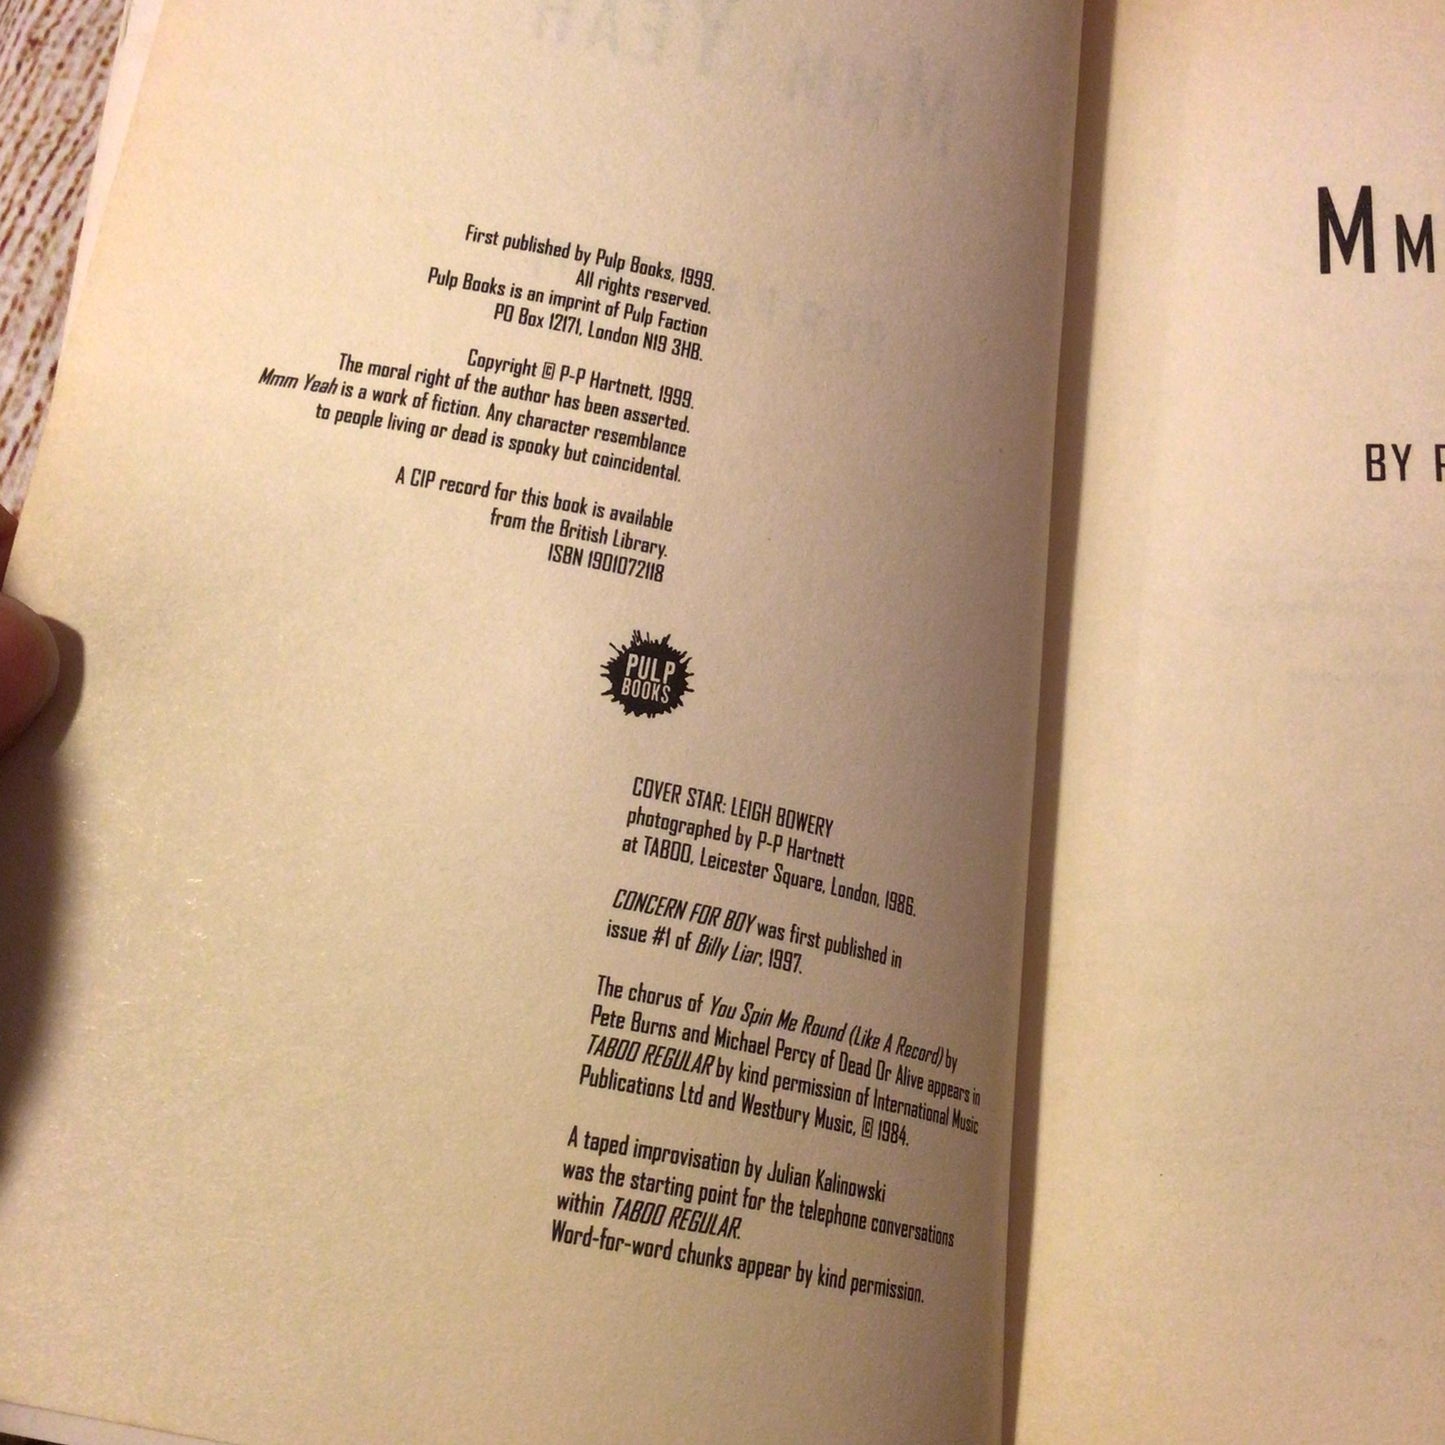 First published by Pulp Books, 1999.
All rights reserved.
Pulp Books is an imprint of Pulp Faction
PO Box 12171, London N19 3HB.
Copyright © P-P Hartnett, 1999.
The moral right of the author has been asserted.
Mmm Yeah is a work of fiction. Any character resemblance
to people living or dead is spooky but coincidental.
A CIP record for this book is available
from the British Library.
ISBN 1901072118
PULP
BOOKS
COVER STAR: LEIGH BOWERY
photographed by P-P Hartnett
at TABOO, Leicester Square, London, 1986.
CONCERN FOR BOY was first published in
issue #1 of Billy Liar, 1997.
The chorus of You Spin Me Round (Like A Record) by
Pete Burns and Michael Percy of Dead Or Alive appears in
TABOO REGULAR by kind permission of International Music
Publications Ltd and Westbury Music, © 1984.
A taped improvisation by Julian Kalinowski
was the starting point for the telephone conversations
within TABOO REGULAR.
Word-for-word chunks appear by kind permission.
MM
BY